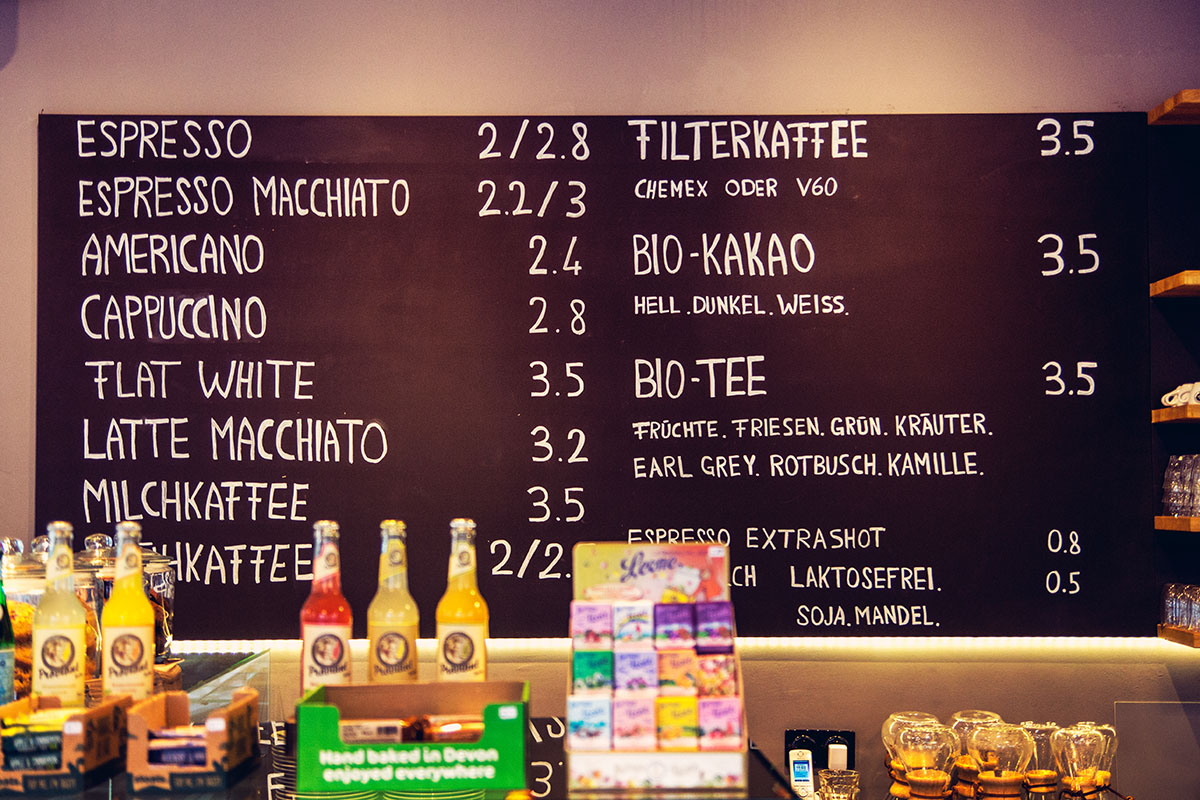 ESPRESSO 2/2.8
ESPRESSO MACCHIATO 2.2/3
AMERICANO 2.4
CAPPUCCINO 2.8
FLAT WHITE 3.5
LATTE MACCHIATO 3.2
MILCHKAFFEE 3.5
2/2.
FILTERKAFFEE 3.5
CHEMEX ODER V60
BIO-KAKAO 3.5
HELL.DUNKEL.WEISS.
BIO-TEE 3.5
FRÜCHTE.FRIESEN.GRÜN.KRÄUTER.
EARL GREY.ROTBUSCH.KAMILLE.
ESPRESSO EXTRASHOT 0.8
LAKTOSEFREI. 0.5
SOJA.MANDEL.
Leone
Hand baked in Devon
enjoyed everywhere